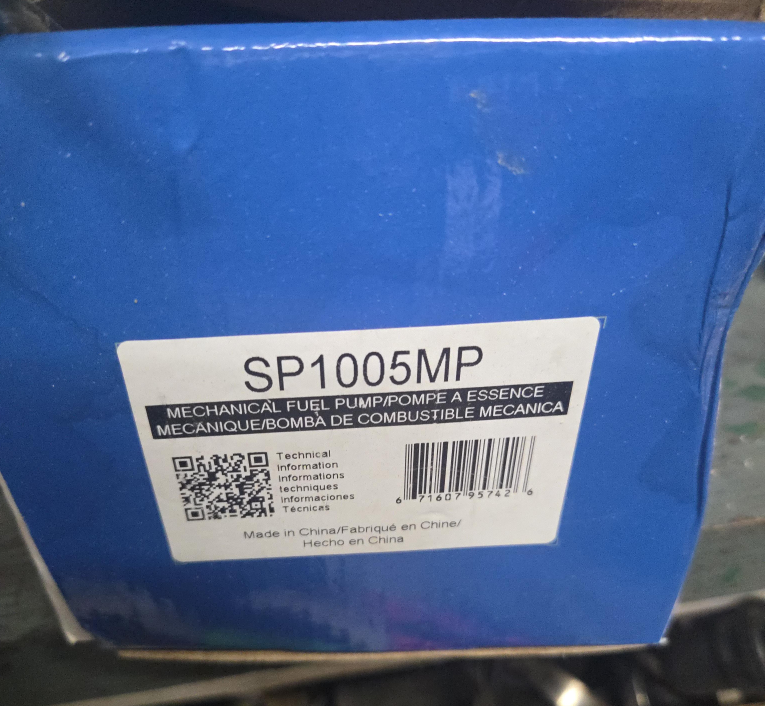 SP1005MP
MECHANICAL FUEL PUMP/POMPE A ESSENCE
MECANIQUE/BOMBA DE COMBUSTIBLE MECANICA
Technical
Information
Informations
techniques
Informaciones
Técnicas
6 71607 95742 6
Made in China/Fabriqué en Chine/
Hecho en China